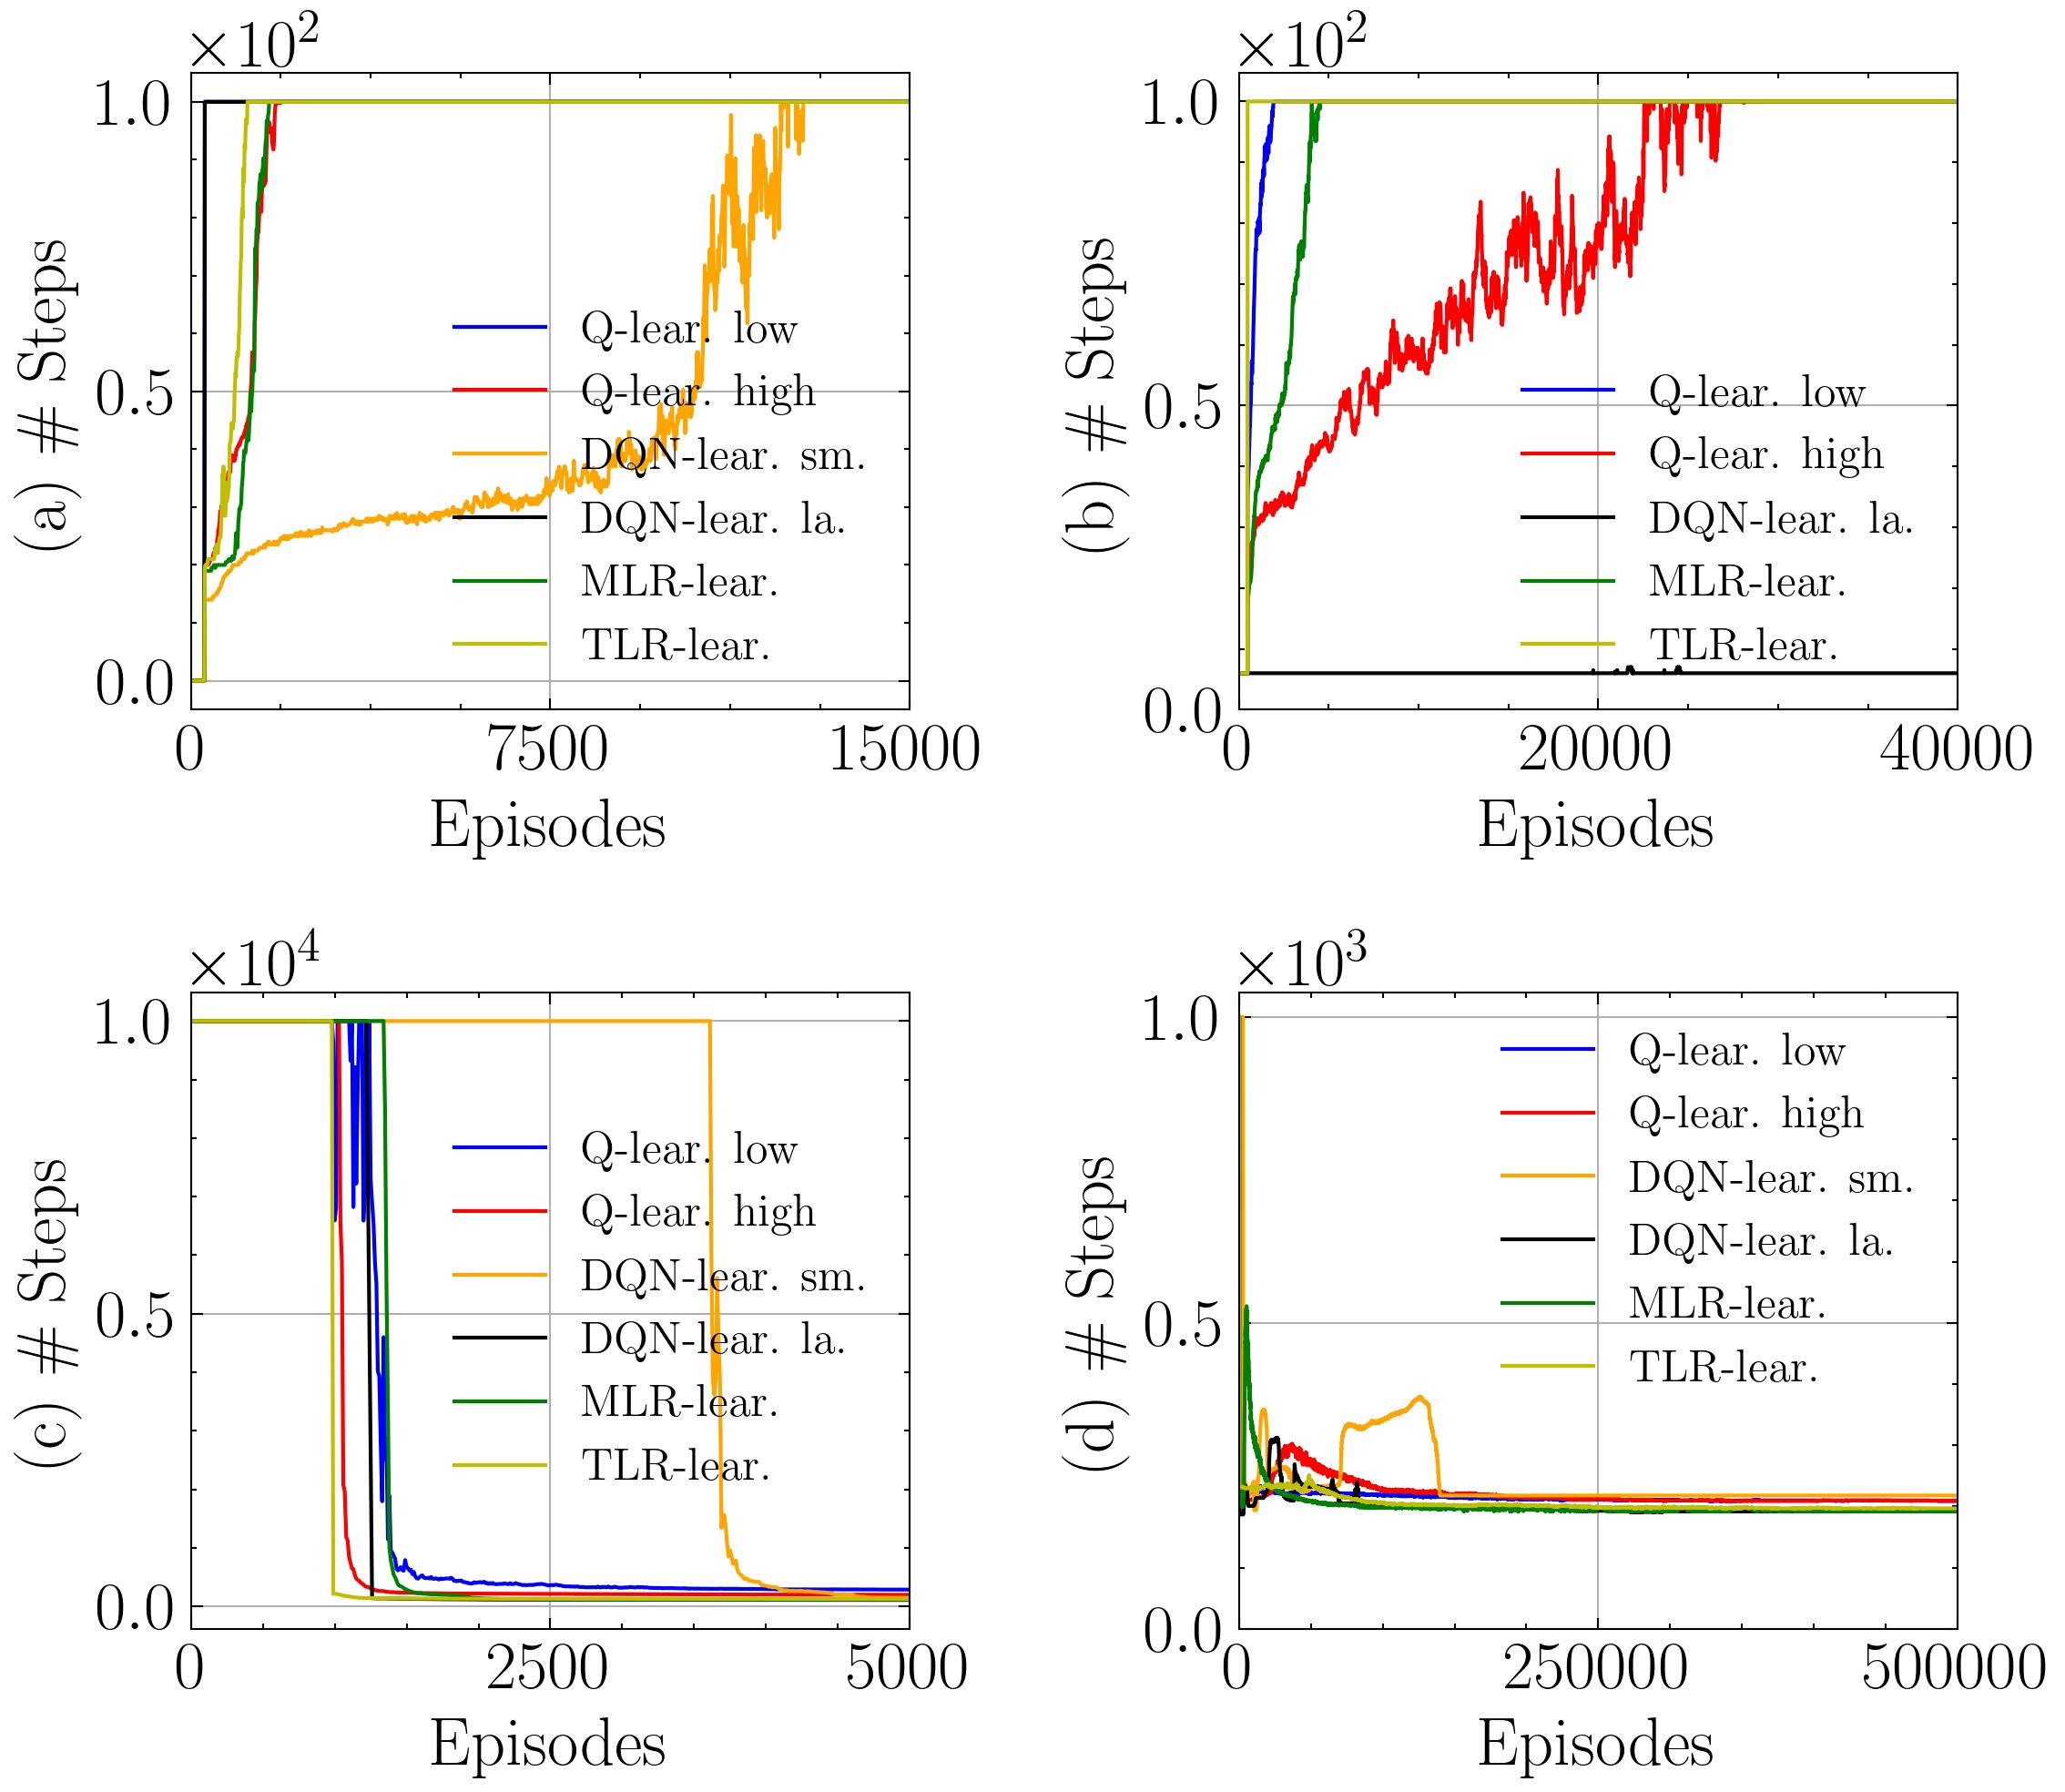 ×10²
1.0
0.5
0.0
(a) # Steps
Q-lear. low
Q-lear. high
DQN-lear. sm.
DQN-lear. la.
MLR-lear.
TLR-lear.
0 7500 15000
Episodes
×10²
1.0
0.5
0.0
(b) # Steps
Q-lear. low
Q-lear. high
DQN-lear. la.
MLR-lear.
TLR-lear.
0 20000 40000
Episodes
×10⁴
1.0
0.5
0.0
(c) # Steps
Q-lear. low
Q-lear. high
DQN-lear. sm.
DQN-lear. la.
MLR-lear.
TLR-lear.
0 2500 5000
Episodes
×10³
1.0
0.5
0.0
(d) # Steps
Q-lear. low
Q-lear. high
DQN-lear. sm.
DQN-lear. la.
MLR-lear.
TLR-lear.
0 250000 500000
Episodes